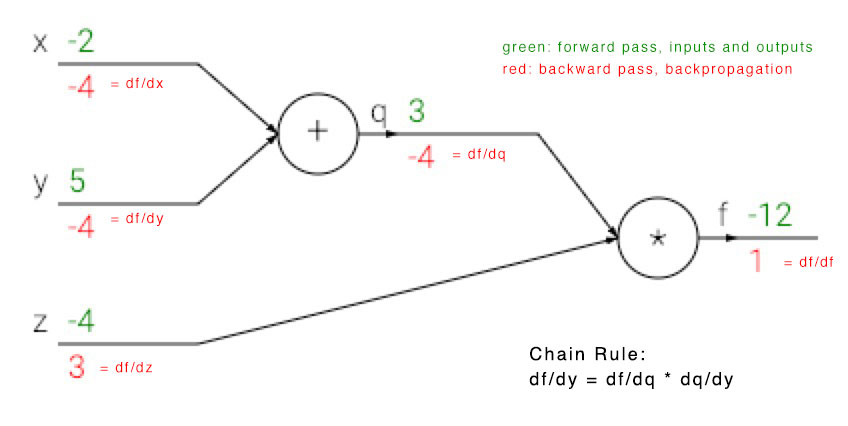 x -2
-4 = df/dx
green: forward pass, inputs and outputs
red: backward pass, backpropagation
+
q 3
-4 = df/dq
y 5
-4 = df/dy
*
f -12
1 = df/df
z -4
3 = df/dz
Chain Rule:
df/dy = df/dq * dq/dy